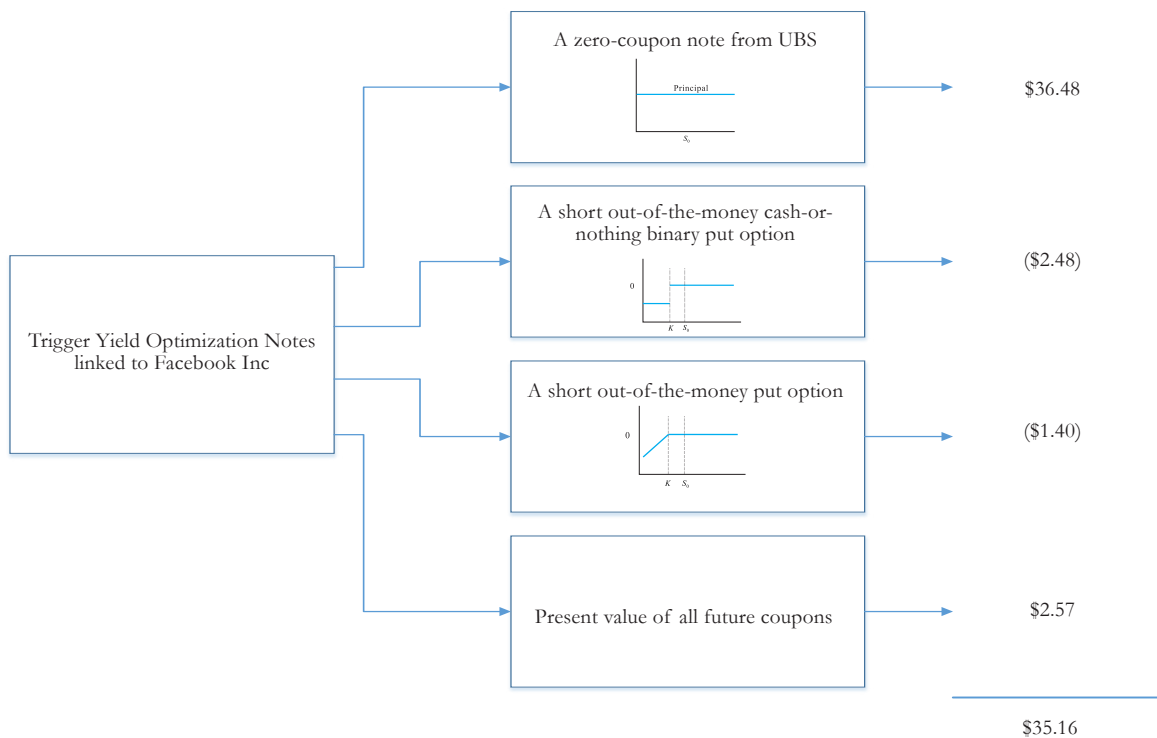 A zero-coupon note from UBS
Principal
S₀
$36.48
A short out-of-the-money cash-or-
nothing binary put option
0
K S₀
($2.48)
Trigger Yield Optimization Notes
linked to Facebook Inc
A short out-of-the-money put option
0
K S₀
($1.40)
Present value of all future coupons
$2.57
$35.16